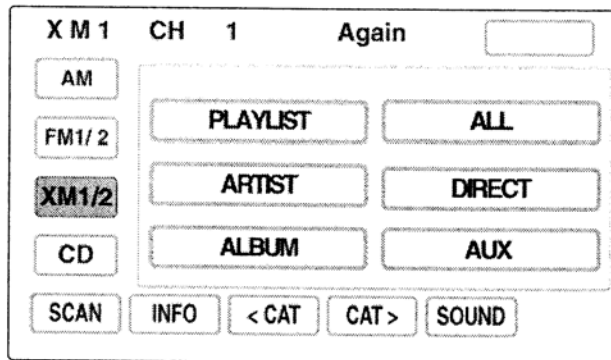 XM1 CH 1 Again
AM
FM1/2
XM1/2
CD
PLAYLIST ALL
ARTIST DIRECT
ALBUM AUX
SCAN INFO < CAT CAT > SOUND